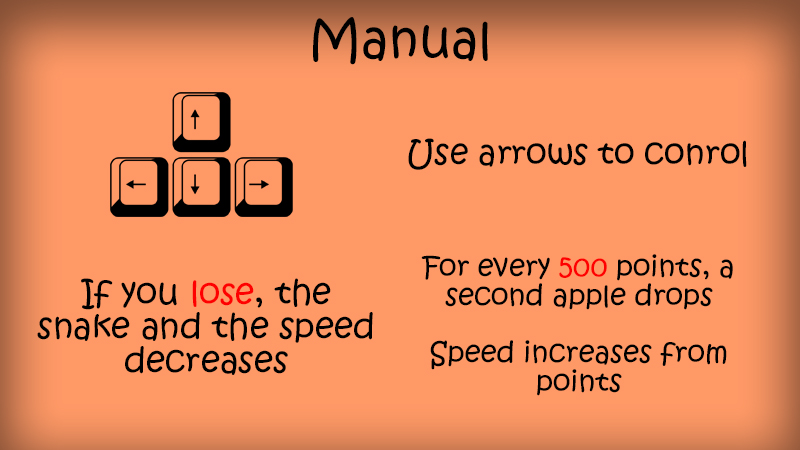 Manual
↑
← ↓ →
Use arrows to conrol
If you lose, the
snake and the speed
decreases
For every 500 points, a
second apple drops
Speed increases from
points